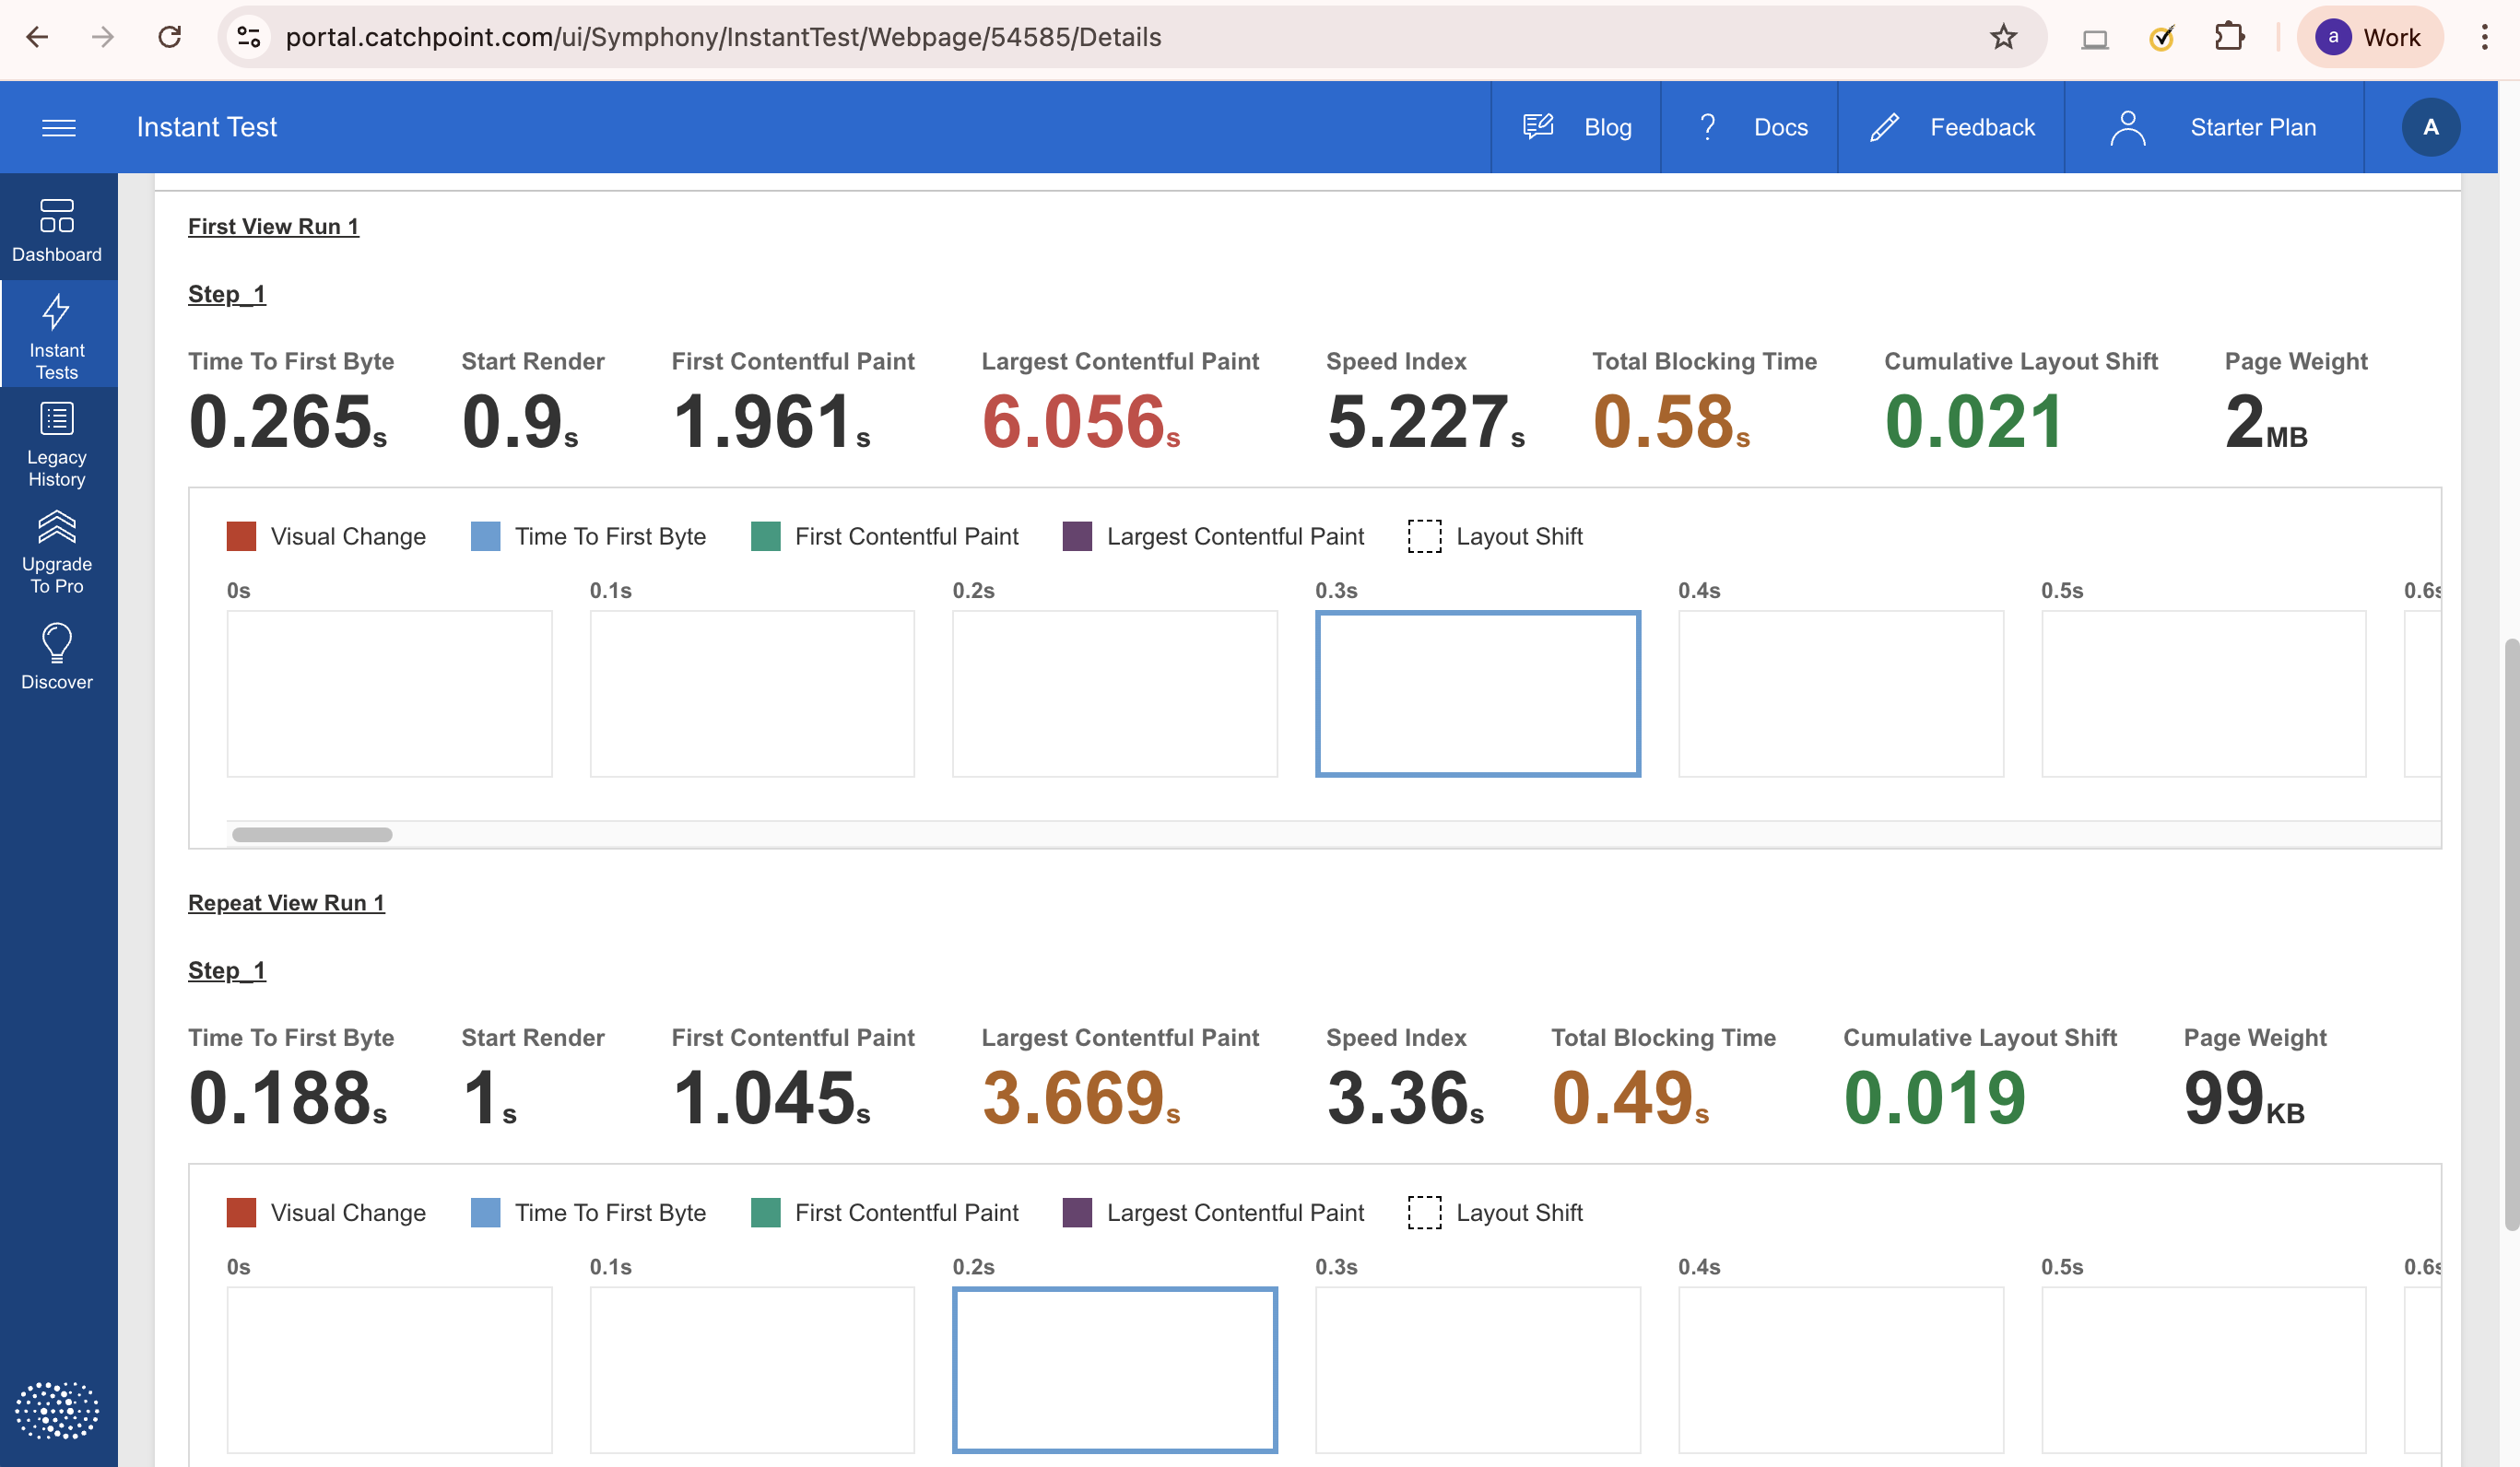 portal.catchpoint.com/ui/Symphony/InstantTest/Webpage/54585/Details
a Work
Instant Test
Blog
? Docs
Feedback
Starter Plan
A
Dashboard
Instant
Tests
Legacy
History
Upgrade
To Pro
Discover
First View Run 1
Step_1
Time To First Byte Start Render First Contentful Paint Largest Contentful Paint Speed Index Total Blocking Time Cumulative Layout Shift Page Weight
0.265s 0.9s 1.961s 6.056s 5.227s 0.58s 0.021 2MB
Visual Change Time To First Byte First Contentful Paint Largest Contentful Paint Layout Shift
0s 0.1s 0.2s 0.3s 0.4s 0.5s 0.6s
Repeat View Run 1
Step_1
Time To First Byte Start Render First Contentful Paint Largest Contentful Paint Speed Index Total Blocking Time Cumulative Layout Shift Page Weight
0.188s 1s 1.045s 3.669s 3.36s 0.49s 0.019 99KB
Visual Change Time To First Byte First Contentful Paint Largest Contentful Paint Layout Shift
0s 0.1s 0.2s 0.3s 0.4s 0.5s 0.6s